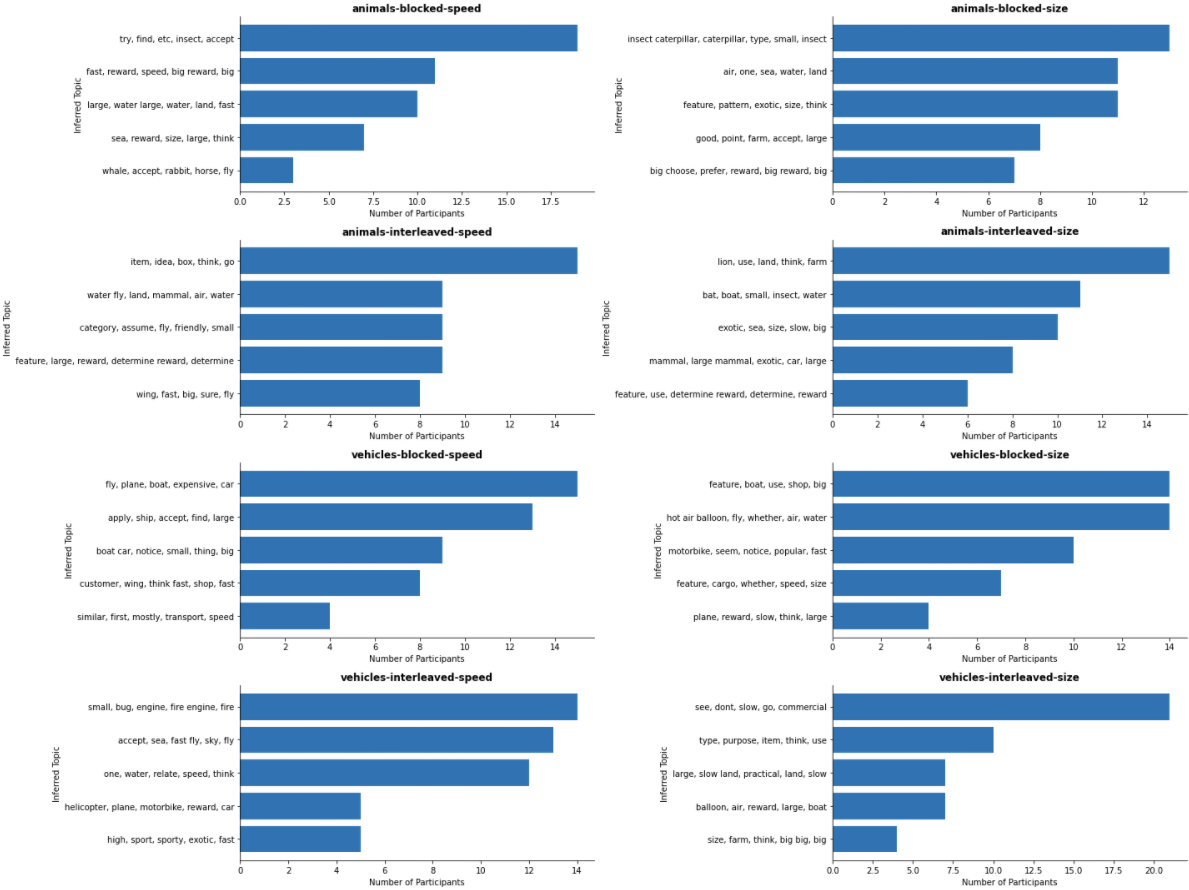 animals-blocked-speed
Inferred Topic
try, find, etc, insect, accept
fast, reward, speed, big reward, big
large, water large, water, land, fast
sea, reward, size, large, think
whale, accept, rabbit, horse, fly
0.0 2.5 5.0 7.5 10.0 12.5 15.0 17.5
Number of Participants
animals-blocked-size
Inferred Topic
insect caterpillar, caterpillar, type, small, insect
air, one, sea, water, land
feature, pattern, exotic, size, think
good, point, farm, accept, large
big choose, prefer, reward, big reward, big
0 2 4 6 8 10 12
Number of Participants
animals-interleaved-speed
Inferred Topic
item, idea, box, think, go
water fly, land, mammal, air, water
category, assume, fly, friendly, small
feature, large, reward, determine reward, determine
wing, fast, big, sure, fly
0 2 4 6 8 10 12 14
Number of Participants
animals-interleaved-size
Inferred Topic
lion, use, land, think, farm
bat, boat, small, insect, water
exotic, sea, size, slow, big
mammal, large mammal, exotic, car, large
feature, use, determine reward, determine, reward
0 2 4 6 8 10 12 14
Number of Participants
vehicles-blocked-speed
Inferred Topic
fly, plane, boat, expensive, car
apply, ship, accept, find, large
boat car, notice, small, thing, big
customer, wing, think fast, shop, fast
similar, first, mostly, transport, speed
0 2 4 6 8 10 12 14
Number of Participants
vehicles-blocked-size
Inferred Topic
feature, boat, use, shop, big
hot air balloon, fly, whether, air, water
motorbike, seem, notice, popular, fast
feature, cargo, whether, speed, size
plane, reward, slow, think, large
0 2 4 6 8 10 12 14
Number of Participants
vehicles-interleaved-speed
Inferred Topic
small, bug, engine, fire engine, fire
accept, sea, fast fly, sky, fly
one, water, relate, speed, think
helicopter, plane, motorbike, reward, car
high, sport, sporty, exotic, fast
0 2 4 6 8 10 12 14
Number of Participants
vehicles-interleaved-size
Inferred Topic
see, dont, slow, go, commercial
type, purpose, item, think, use
large, slow land, practical, land, slow
balloon, air, reward, large, boat
size, farm, think, big big, big
0.0 2.5 5.0 7.5 10.0 12.5 15.0 17.5 20.0
Number of Participants